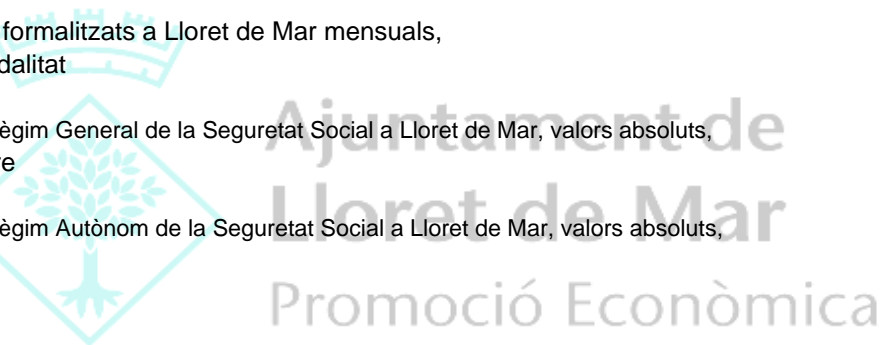 formalitzats a Lloret de Mar mensuals,
dalitat
Ajuntament de
ègim General de la Seguretat Social a Lloret de Mar, valors absoluts,
re
Lloret de Mar
ègim Autònom de la Seguretat Social a Lloret de Mar, valors absoluts,
Promoció Econòmica